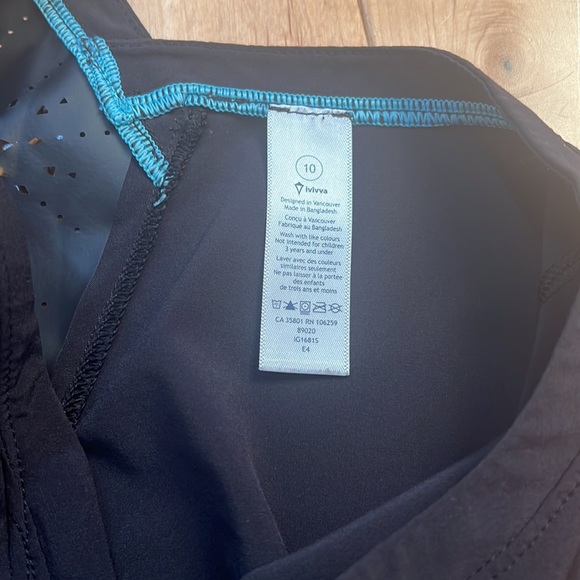 10
ivivva
Designed in Vancouver
Made in Bangladesh
Conçu à Vancouver
Fabriqué au Bangladesh
Wash with like colours
Not intended for children
3 years and under
Laver avec des couleurs
similaires seulement
Ne pas laisser à la portée
des enfants
de trois ans et moins
CA 35801 RN 106259
89020
IG1681S
E4